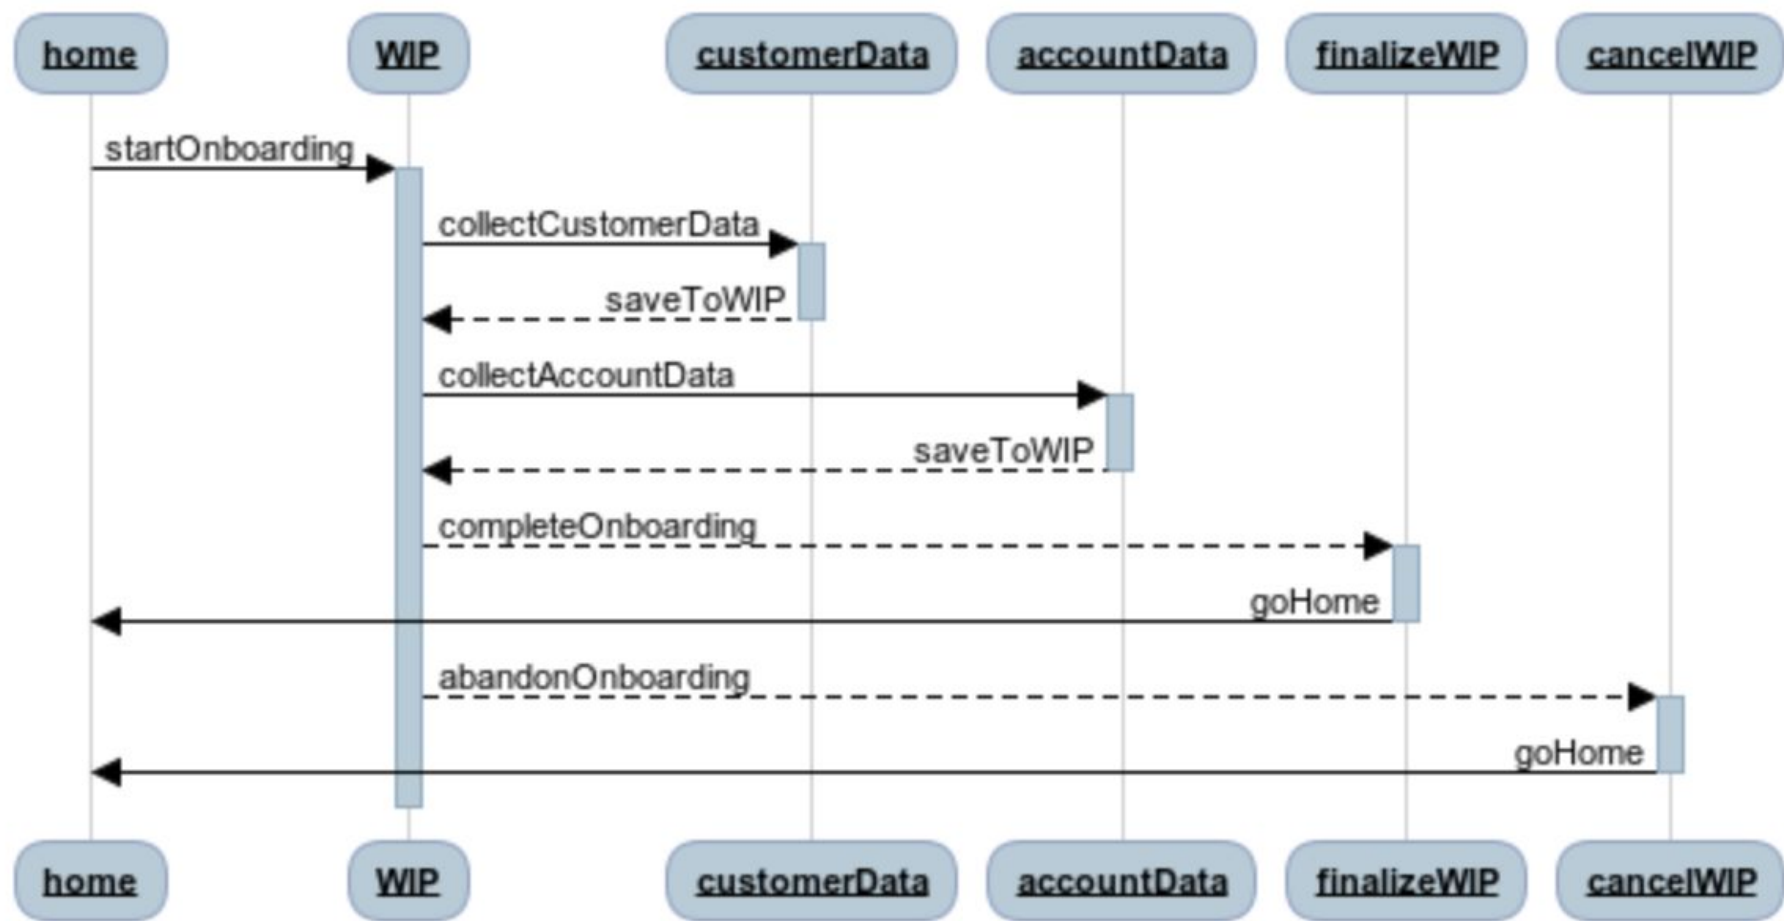 home WIP customerData accountData finalizeWIP cancelWIP
startOnboarding
collectCustomerData
saveToWIP
collectAccountData
saveToWIP
completeOnboarding
goHome
abandonOnboarding
goHome
home WIP customerData accountData finalizeWIP cancelWIP